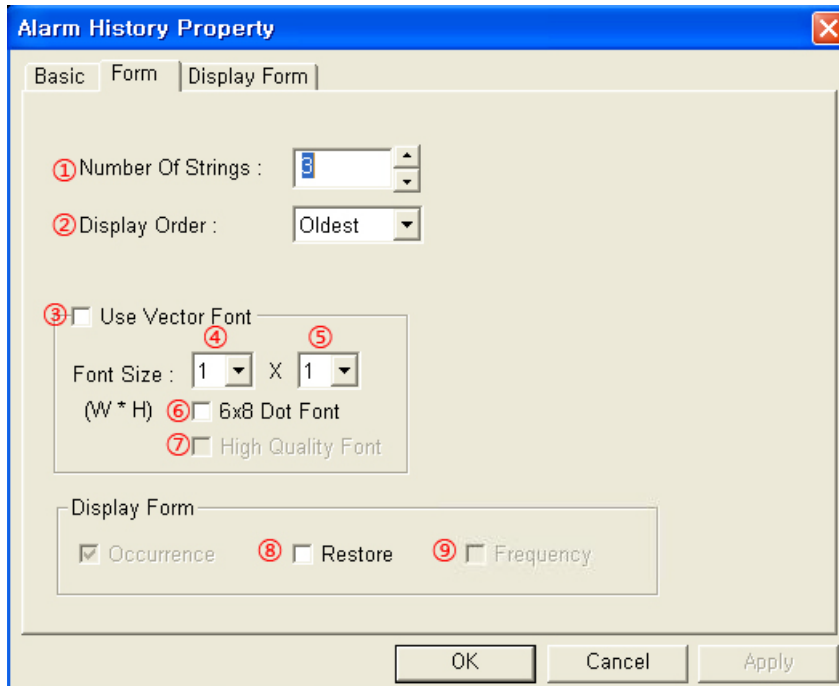 Alarm History Property
Basic Form Display Form
①Number Of Strings : 3
②Display Order : Oldest
③ Use Vector Font
④ ⑤
Font Size : 1 X 1
(W * H) ⑥ 6x8 Dot Font
⑦ High Quality Font
Display Form
Occurrence ⑧ Restore ⑨ Frequency
OK Cancel Apply